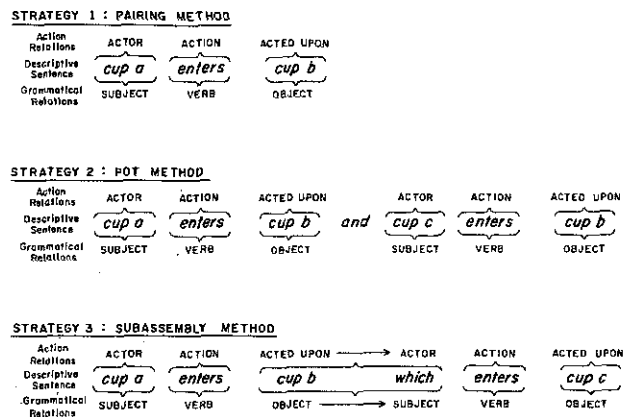 STRATEGY 1 : PAIRING METHOD
Action Relations ACTOR ACTION ACTED UPON
Descriptive Sentence cup a enters cup b
Grammatical Relations SUBJECT VERB OBJECT
STRATEGY 2 : POT METHOD
Action Relations ACTOR ACTION ACTED UPON ACTOR ACTION ACTED UPON
Descriptive Sentence cup a enters cup b and cup c enters cup b
Grammatical Relations SUBJECT VERB OBJECT SUBJECT VERB OBJECT
STRATEGY 3 : SUBASSEMBLY METHOD
Action Relations ACTOR ACTION ACTED UPON → ACTOR ACTION ACTED UPON
Descriptive Sentence cup a enters cup b which enters cup c
Grammatical Relations SUBJECT VERB OBJECT → SUBJECT VERB OBJECT